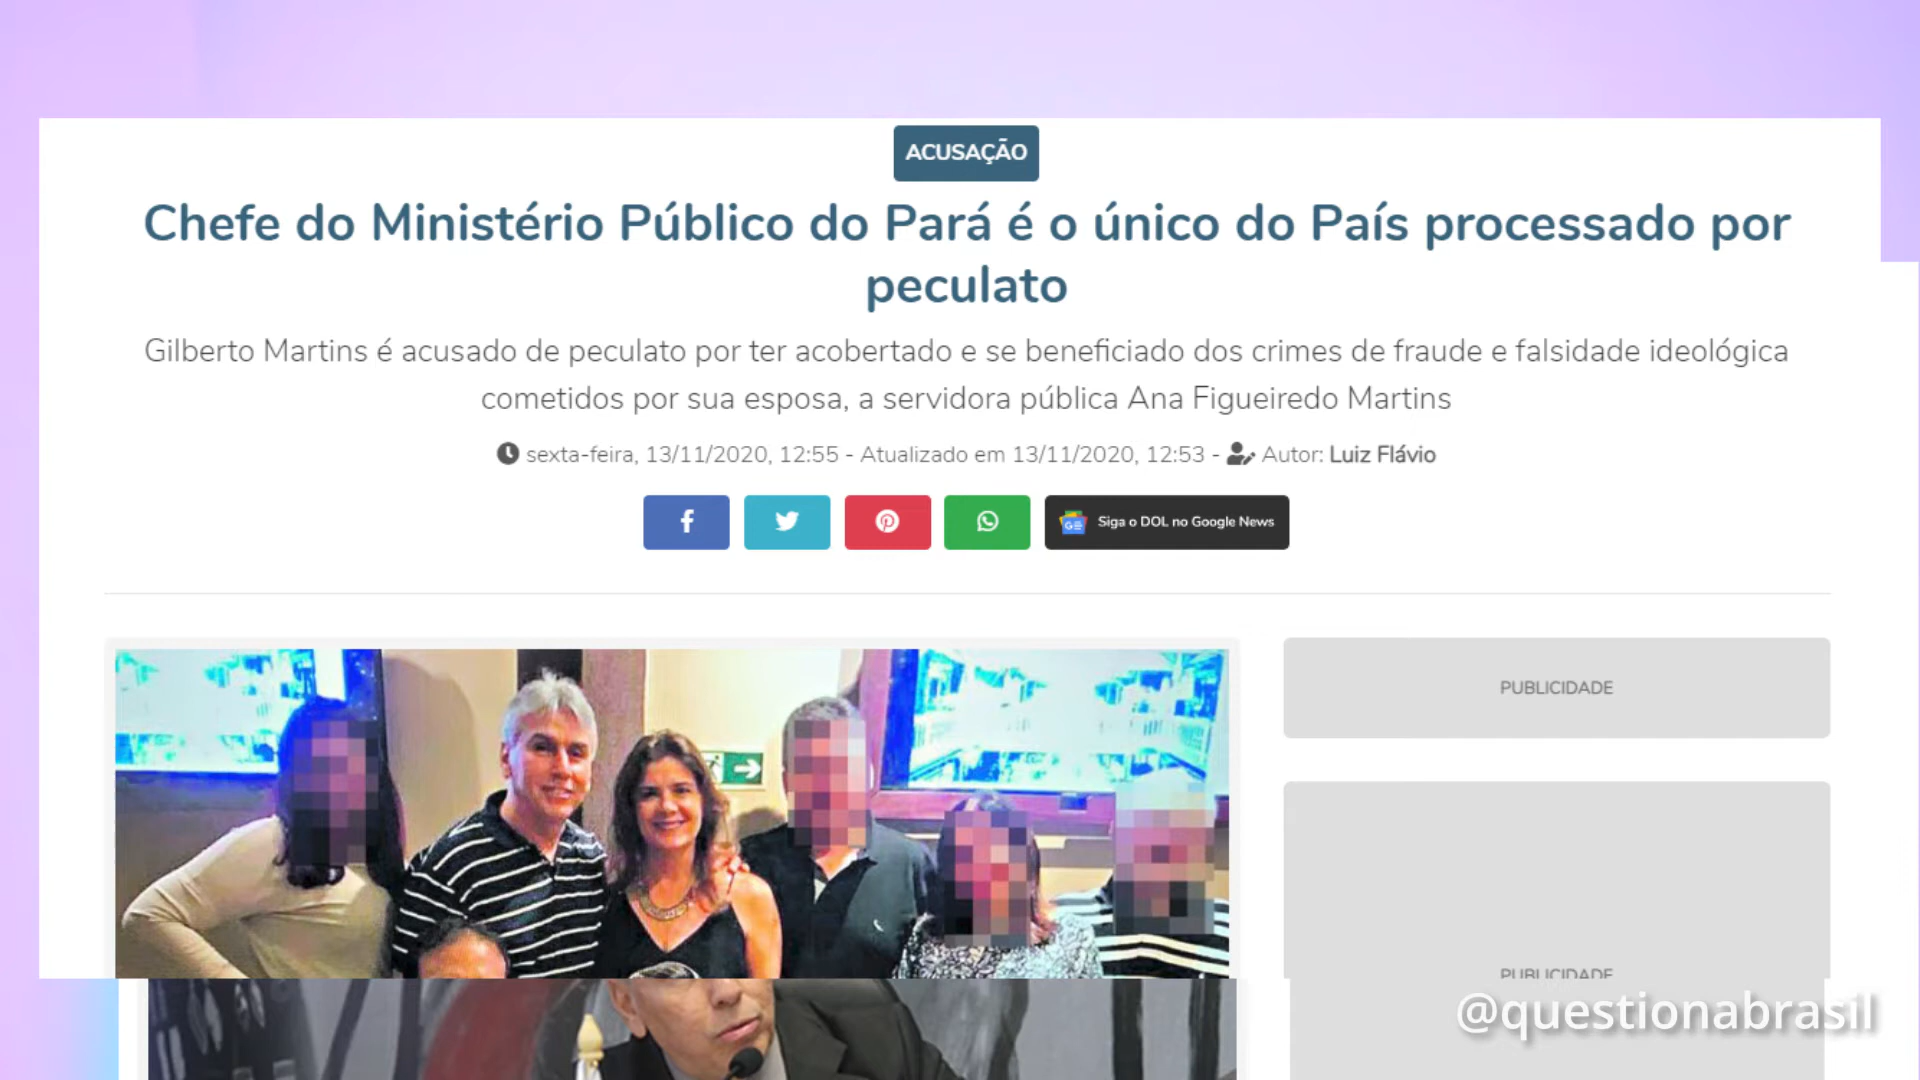 ACUSAÇÃO
Chefe do Ministério Público do Pará é o único do País processado por
peculato
Gilberto Martins é acusado de peculato por ter acobertado e se beneficiado dos crimes de fraude e falsidade ideológica
cometidos por sua esposa, a servidora pública Ana Figueiredo Martins
sexta-feira, 13/11/2020, 12:55 - Atualizado em 13/11/2020, 12:53 - Autor: Luiz Flávio
Siga o DOL no Google News
PUBLICIDADE
PUBLICIDADE
@questionabrasil